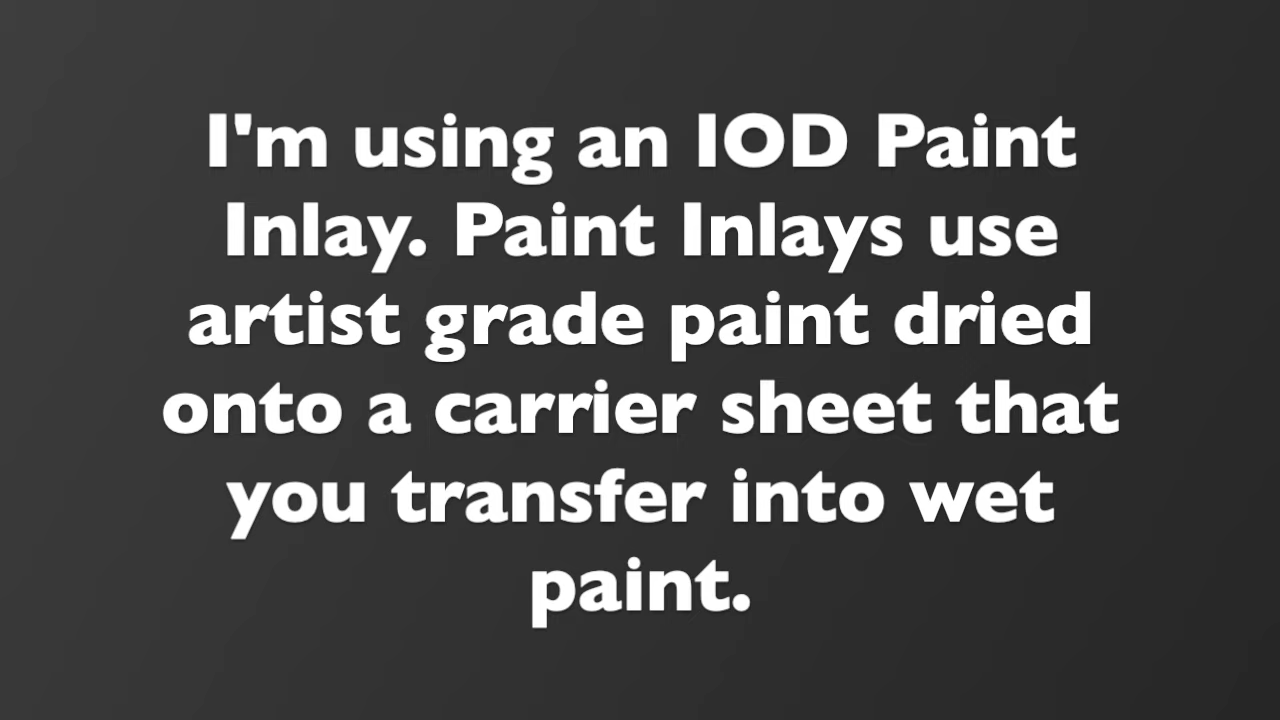 I'm using an IOD Paint
Inlay. Paint Inlays use
artist grade paint dried
onto a carrier sheet that
you transfer into wet
paint.